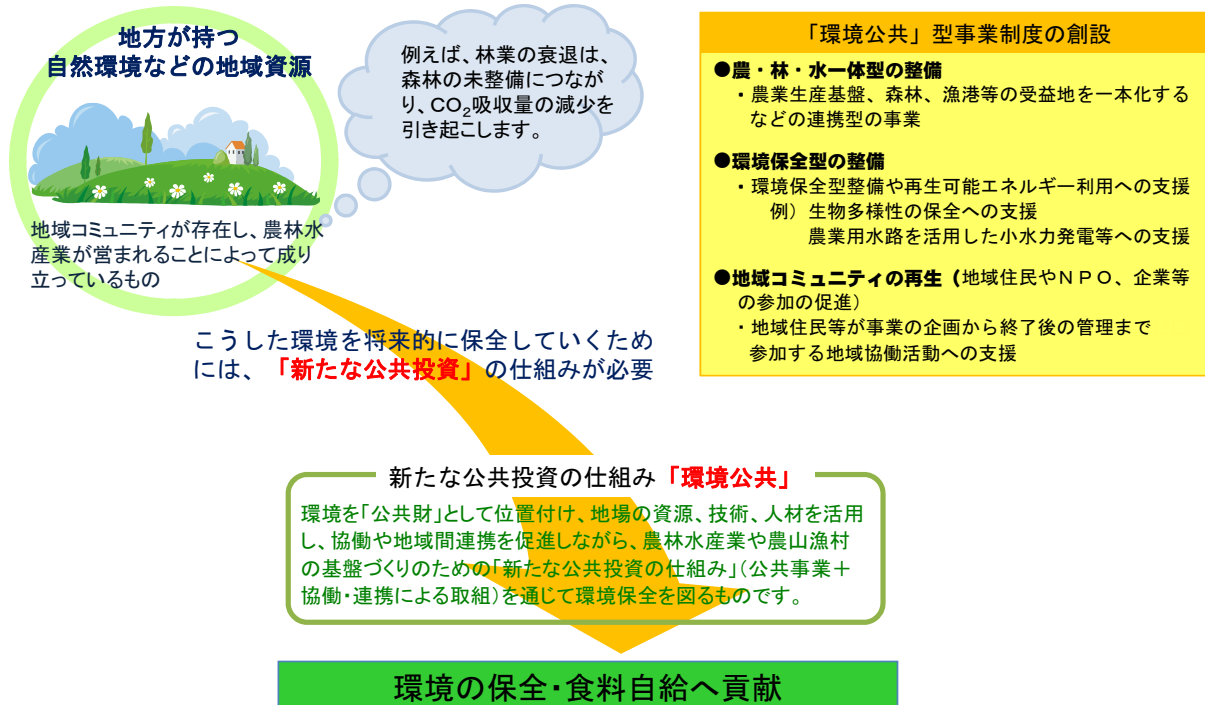 地方が持つ
自然環境などの地域資源
地域コミュニティが存在し、農林水
産業が営まれることによって成り
立っているもの
例えば、林業の衰退は、
森林の未整備につなが
り、CO₂吸収量の減少を
引き起こします。
「環境公共」型事業制度の創設
●農・林・水一体型の整備
・農業生産基盤、森林、漁港等の受益地を一本化する
などの連携型の事業
●環境保全型の整備
・環境保全型整備や再生可能エネルギー利用への支援
例）生物多様性の保全への支援
農業用水路を活用した小水力発電等への支援
●地域コミュニティの再生（地域住民やＮＰＯ、企業等
の参加の促進）
・地域住民等が事業の企画から終了後の管理まで
参加する地域協働活動への支援
こうした環境を将来的に保全していくため
には、「新たな公共投資」の仕組みが必要
新たな公共投資の仕組み「環境公共」
環境を「公共財」として位置付け、地場の資源、技術、人材を活用
し、協働や地域間連携を促進しながら、農林水産業や農山漁村
の基盤づくりのための「新たな公共投資の仕組み」（公共事業＋
協働・連携による取組）を通じて環境保全を図るものです。
環境の保全・食料自給へ貢献